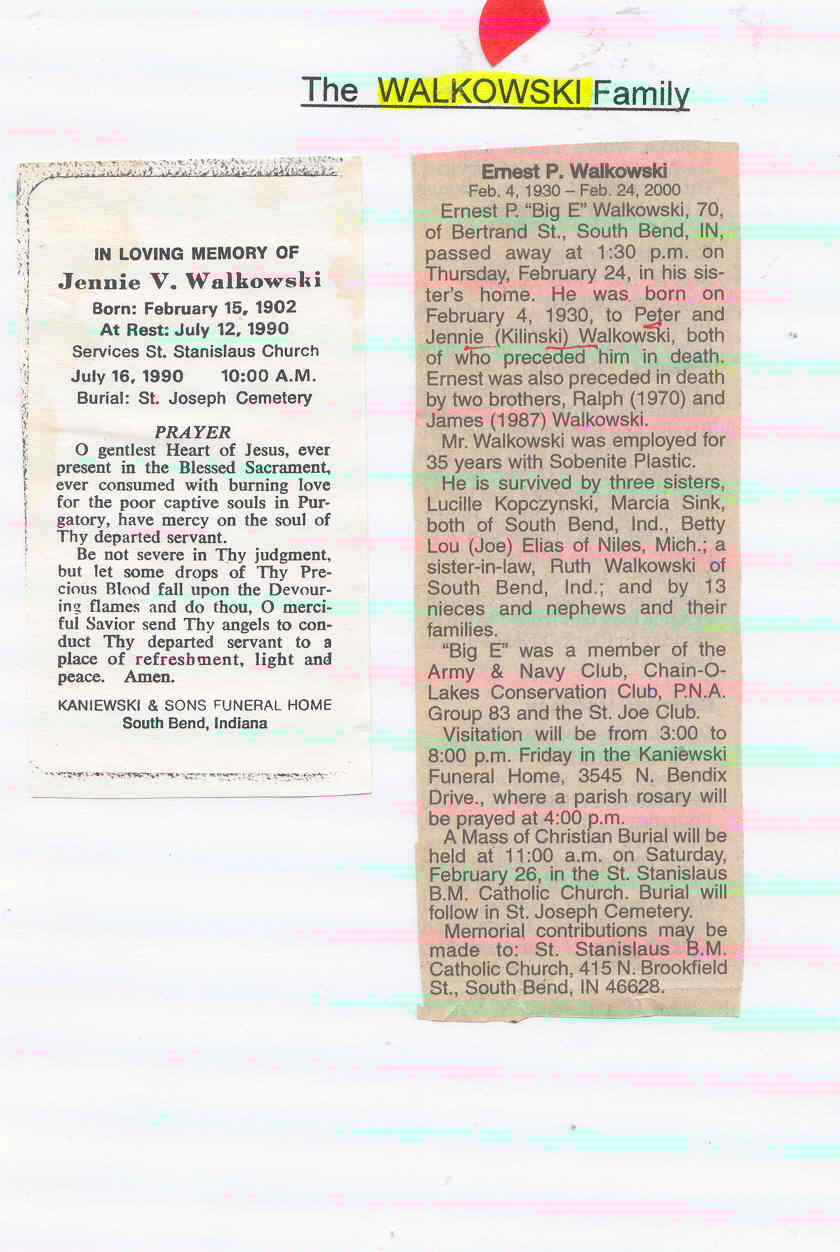 The WALKOWSKI Family
IN LOVING MEMORY OF
Jennie V. Walkowski
Born: February 15, 1902
At Rest: July 12, 1990
Services St. Stanislaus Church
July 16, 1990 10:00 A.M.
Burial: St. Joseph Cemetery
PRAYER
O gentlest Heart of Jesus, ever
present in the Blessed Sacrament,
ever consumed with burning love
for the poor captive souls in Pur-
gatory, have mercy on the soul of
Thy departed servant.
Be not severe in Thy judgment,
but let some drops of Thy Pre-
cious Blood fall upon the Devour-
ing flames and do thou, O merci-
ful Savior send Thy angels to con-
duct Thy departed servant to a
place of refreshment, light and
peace. Amen.
KANIEWSKI & SONS FUNERAL HOME
South Bend, Indiana
Ernest P. Walkowski
Feb. 4, 1930 – Feb. 24, 2000
Ernest P. “Big E” Walkowski, 70,
of Bertrand St., South Bend, IN,
passed away at 1:30 p.m. on
Thursday, February 24, in his sis-
ter's home. He was born on
February 4, 1930, to Peter and
Jennie (Kilinski) Walkowski, both
of who preceded him in death.
Ernest was also preceded in death
by two brothers, Ralph (1970) and
James (1987) Walkowski.
Mr. Walkowski was employed for
35 years with Sobenite Plastic.
He is survived by three sisters,
Lucille Kopczynski, Marcia Sink,
both of South Bend, Ind., Betty
Lou (Joe) Elias of Niles, Mich.; a
sister-in-law, Ruth Walkowski of
South Bend, Ind.; and by 13
nieces and nephews and their
families.
“Big E” was a member of the
Army & Navy Club, Chain-O-
Lakes Conservation Club, P.N.A.
Group 83 and the St. Joe Club.
Visitation will be from 3:00 to
8:00 p.m. Friday in the Kaniewski
Funeral Home, 3545 N. Bendix
Drive., where a parish rosary will
be prayed at 4:00 p.m.
A Mass of Christian Burial will be
held at 11:00 a.m. on Saturday,
February 26, in the St. Stanislaus
B.M. Catholic Church. Burial will
follow in St. Joseph Cemetery.
Memorial contributions may be
made to: St. Stanislaus B.M.
Catholic Church, 415 N. Brookfield
St., South Bend, IN 46628.